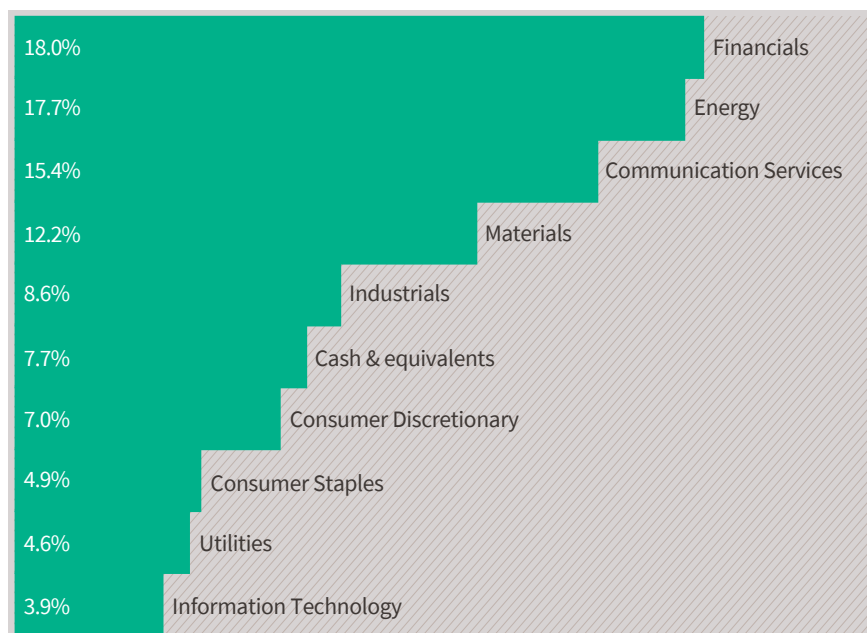 18.0% Financials
17.7% Energy
15.4% Communication Services
12.2% Materials
8.6% Industrials
7.7% Cash & equivalents
7.0% Consumer Discretionary
4.9% Consumer Staples
4.6% Utilities
3.9% Information Technology